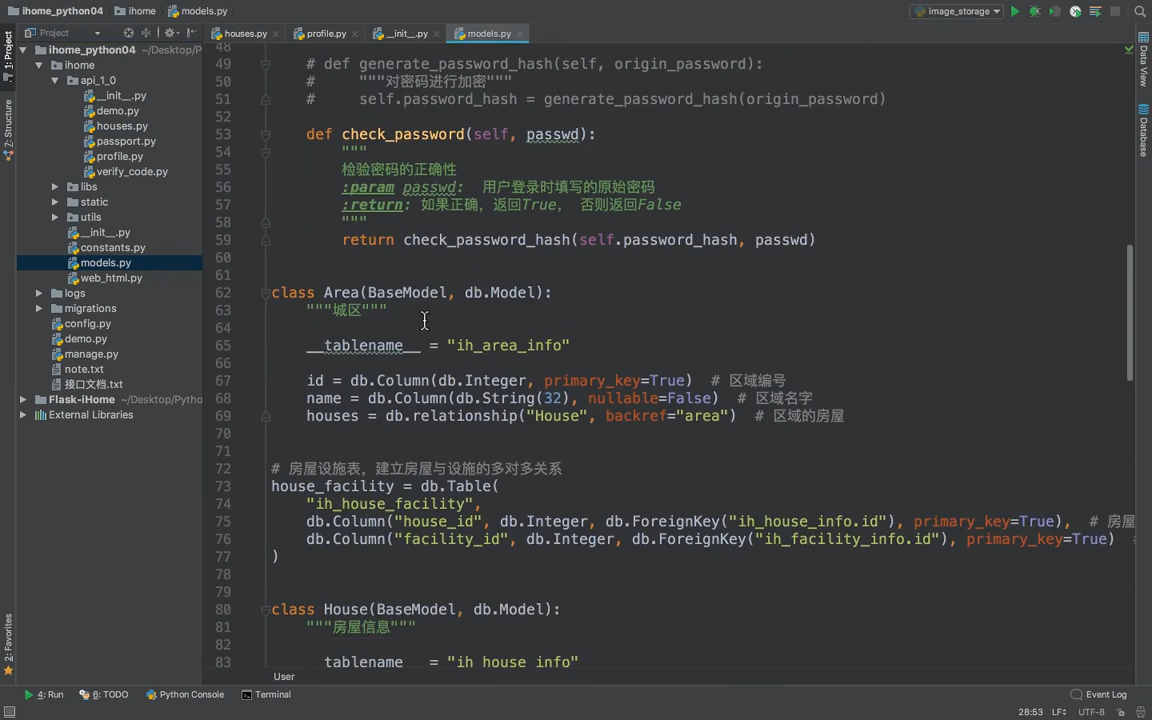 ihome_python04 ihome models.py
image_storage
Project
houses.py profile.py __init__.py models.py
ihome_python04 ~/Desktop/P
ihome
api_1_0
__init__.py
demo.py
houses.py
passport.py
profile.py
verify_code.py
libs
static
utils
__init__.py
constants.py
models.py
web_html.py
logs
migrations
config.py
demo.py
manage.py
note.txt
接口文档.txt
Flask-iHome ~/Desktop/Pytho
External Libraries
1: Project
7: Structure
2: Favorites
48
49 # def generate_password_hash(self, origin_password):
50 # """对密码进行加密"""
51 # self.password_hash = generate_password_hash(origin_password)
52
53 def check_password(self, passwd):
54 """
55 检验密码的正确性
56 :param passwd: 用户登录时填写的原始密码
57 :return: 如果正确，返回True， 否则返回False
58 """
59 return check_password_hash(self.password_hash, passwd)
60
61
62 class Area(BaseModel, db.Model):
63 """城区"""
64
65 __tablename__ = "ih_area_info"
66
67 id = db.Column(db.Integer, primary_key=True) # 区域编号
68 name = db.Column(db.String(32), nullable=False) # 区域名字
69 houses = db.relationship("House", backref="area") # 区域的房屋
70
71
72 # 房屋设施表，建立房屋与设施的多对多关系
73 house_facility = db.Table(
74 "ih_house_facility",
75 db.Column("house_id", db.Integer, db.ForeignKey("ih_house_info.id"), primary_key=True), # 房屋
76 db.Column("facility_id", db.Integer, db.ForeignKey("ih_facility_info.id"), primary_key=True) #
77 )
78
79
80 class House(BaseModel, db.Model):
81 """房屋信息"""
82
83 __tablename__ = "ih_house_info"
User
Data View
Database
4: Run 6: TODO Python Console Terminal Event Log
28:53 LF UTF-8